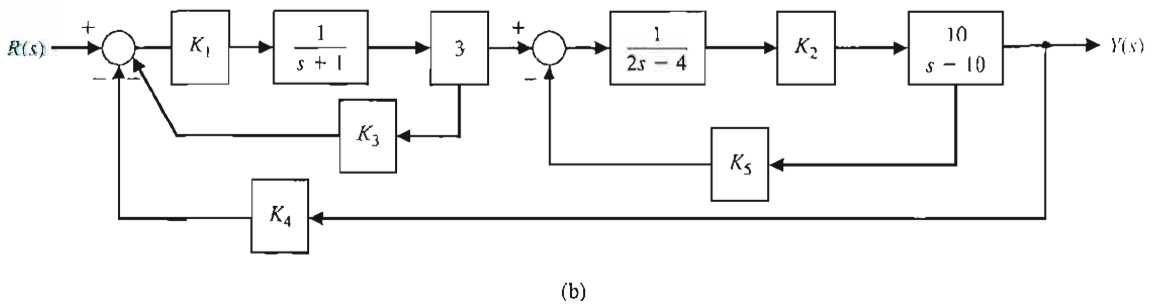 R(s)
+
−
−
K₁
1
s + 1
3
+
−
1
2s − 4
K₂
10
s − 10
Y(s)
K₃
K₅
K₄
(b)